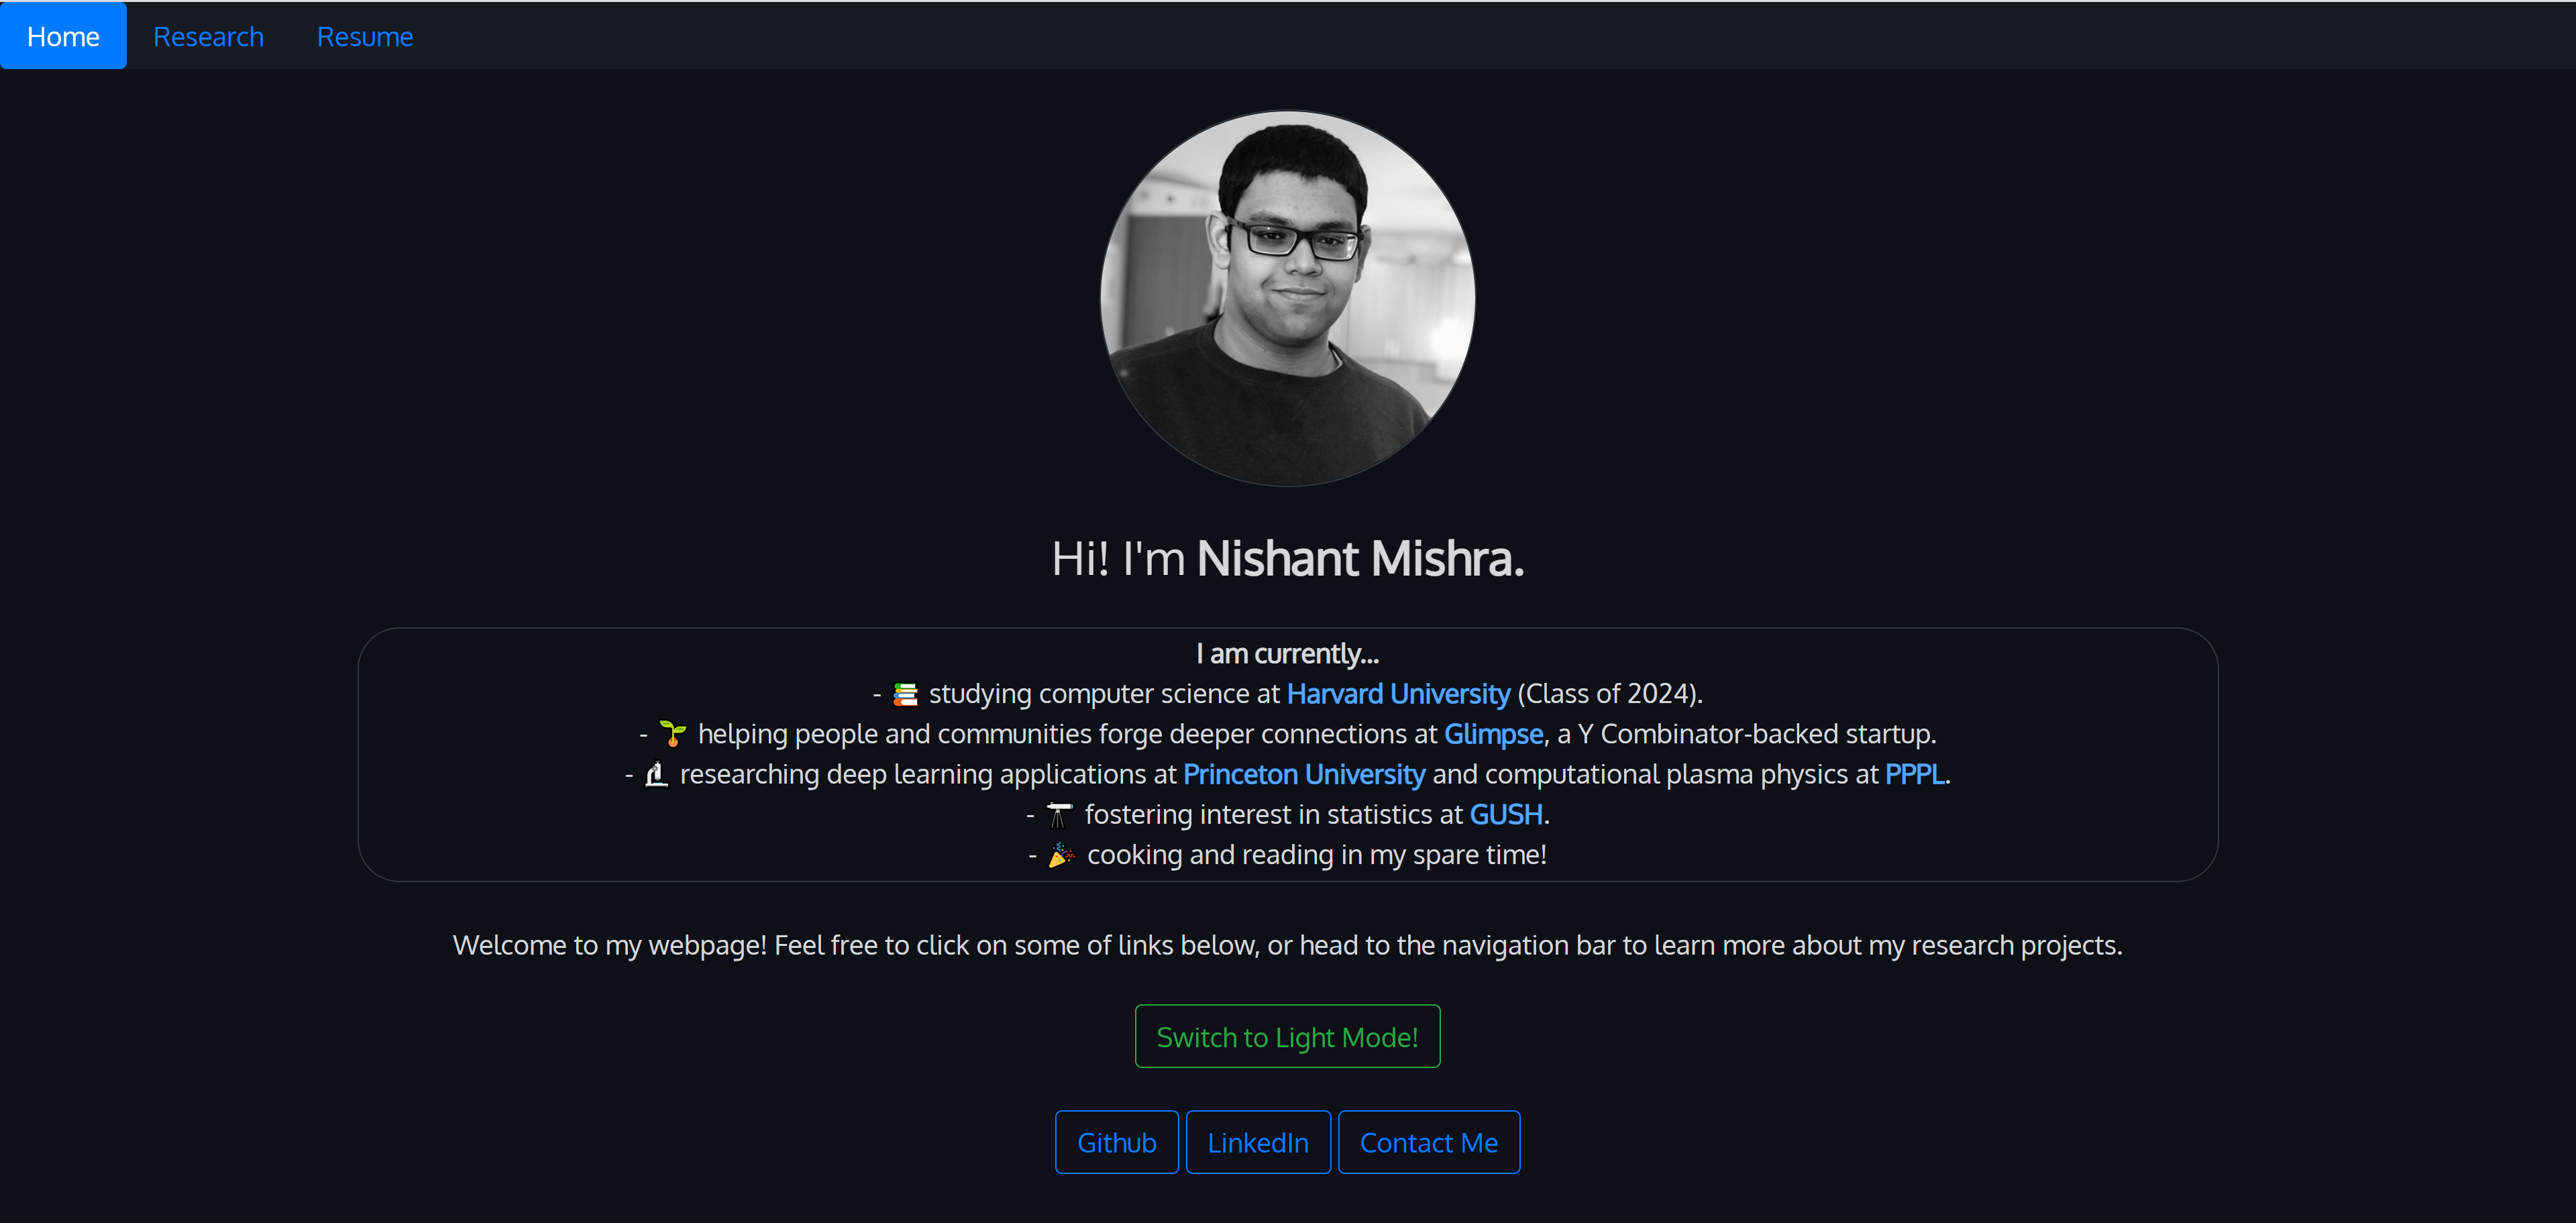 Home Research Resume
Hi! I'm Nishant Mishra.
I am currently...
- 📚 studying computer science at Harvard University (Class of 2024).
- 🌱 helping people and communities forge deeper connections at Glimpse, a Y Combinator-backed startup.
- 🔬 researching deep learning applications at Princeton University and computational plasma physics at PPPL.
- 🔭 fostering interest in statistics at GUSH.
- 🎉 cooking and reading in my spare time!
Welcome to my webpage! Feel free to click on some of links below, or head to the navigation bar to learn more about my research projects.
Switch to Light Mode!
Github LinkedIn Contact Me